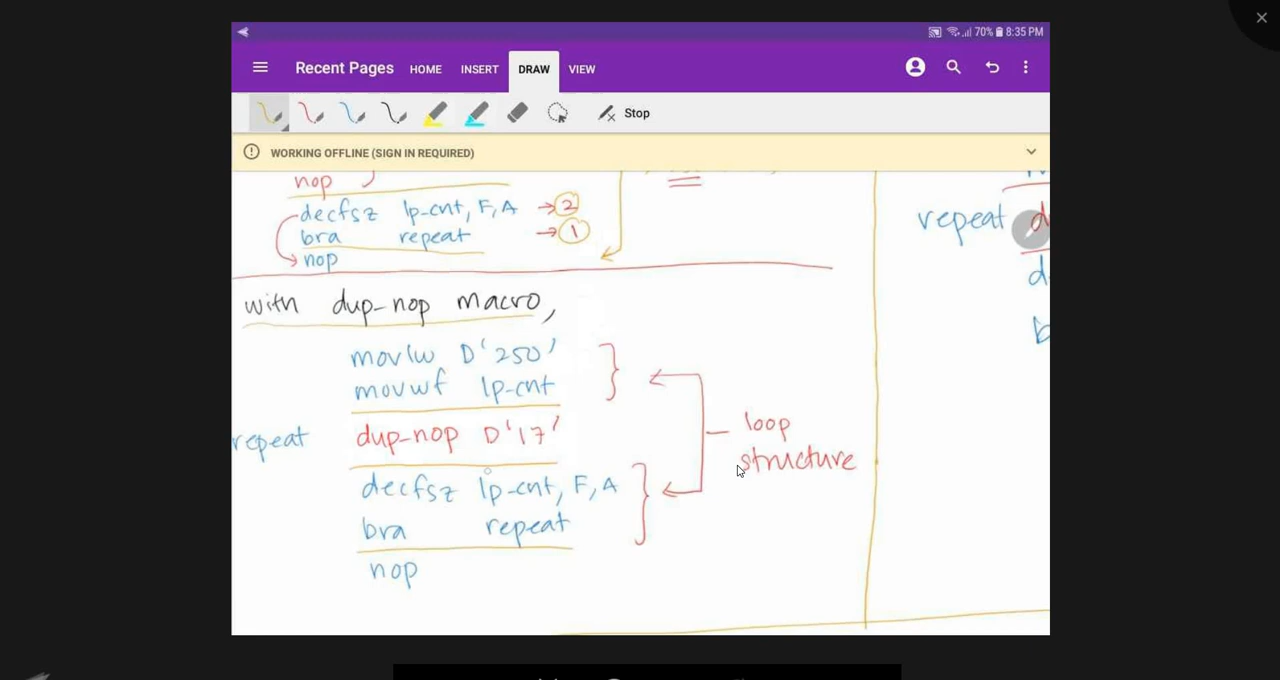 70% 8:35 PM
Recent Pages HOME INSERT DRAW VIEW
Stop
WORKING OFFLINE (SIGN IN REQUIRED)
nop
decfsz lp-cnt, F, A → 2
bra repeat → 1
nop
repeat
with dup-nop macro,
movlw D'250'
movwf lp-cnt
repeat dup-nop D'17'
decfsz lp-cnt, F, A
bra repeat
nop
loop
structure